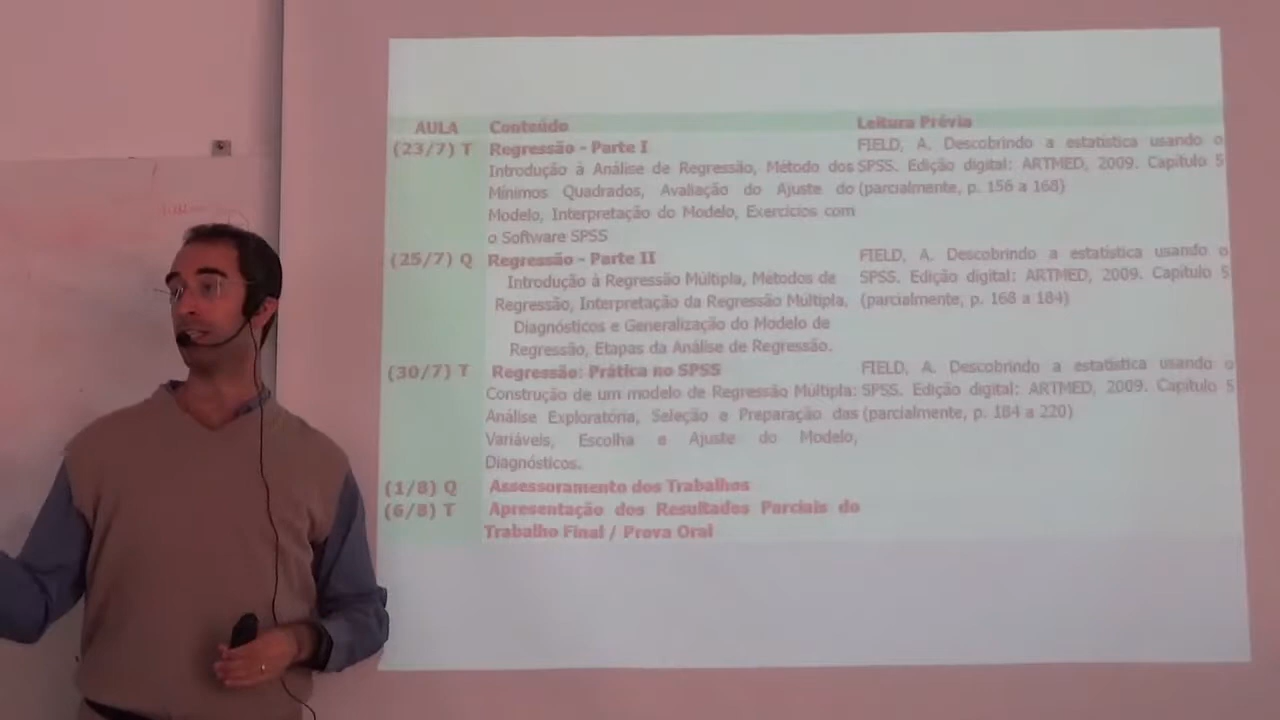 AULA Conteúdo Leitura Prévia
(23/7) T Regressão - Parte I FIELD, A. Descobrindo a estatística usando o
Introdução à Análise de Regressão, Método dos SPSS. Edição digital: ARTMED, 2009. Capítulo 5
Mínimos Quadrados, Avaliação do Ajuste do (parcialmente, p. 156 a 168)
Modelo, Interpretação do Modelo, Exercícios com
o Software SPSS
(25/7) Q Regressão - Parte II FIELD, A. Descobrindo a estatística usando o
Introdução à Regressão Múltipla, Métodos de SPSS. Edição digital: ARTMED, 2009. Capítulo 5
Regressão, Interpretação da Regressão Múltipla, (parcialmente, p. 168 a 184)
Diagnósticos e Generalização do Modelo de
Regressão, Etapas da Análise de Regressão.
(30/7) T Regressão: Prática no SPSS FIELD, A. Descobrindo a estatística usando o
Construção de um modelo de Regressão Múltipla: SPSS. Edição digital: ARTMED, 2009. Capítulo 5
Análise Exploratória, Seleção e Preparação das (parcialmente, p. 184 a 220)
Variáveis, Escolha e Ajuste do Modelo,
Diagnósticos.
(1/8) Q Assessoramento dos Trabalhos
(6/8) T Apresentação dos Resultados Parciais do
Trabalho Final / Prova Oral